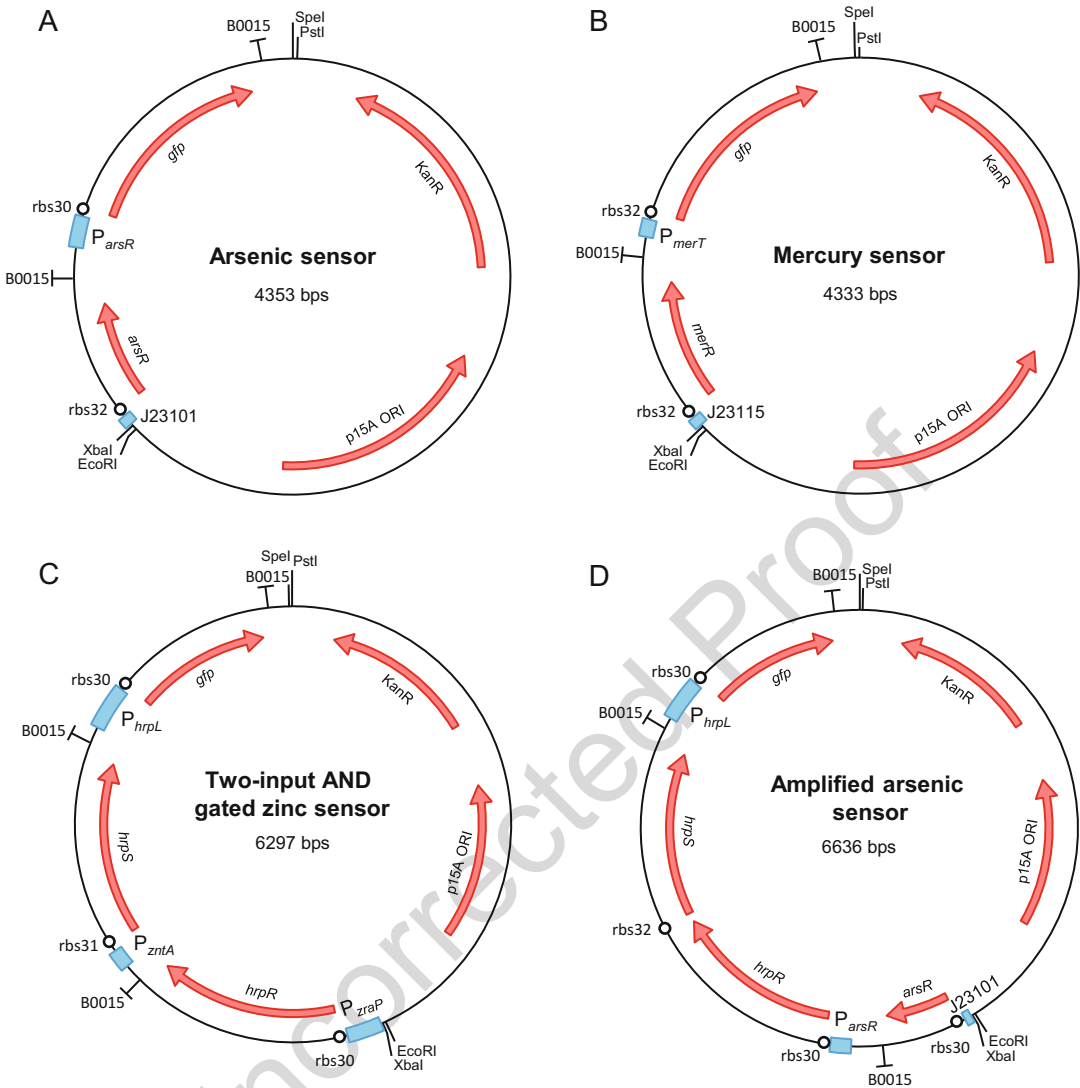 A
SpeI
PstI
B0015
gfp
KanR
rbs30
P arsR
B0015
Arsenic sensor
4353 bps
arsR
rbs32
J23101
XbaI
EcoRI
p15A ORI
B
SpeI
PstI
B0015
gfp
KanR
rbs32
P merT
B0015
Mercury sensor
4333 bps
merR
rbs32
J23115
XbaI
EcoRI
p15A ORI
C
SpeI PstI
B0015
gfp
KanR
rbs30
P hrpL
B0015
Two-input AND
gated zinc sensor
6297 bps
hrpS
p15A ORI
rbs31
P zntA
B0015
hrpR
P zraP
rbs30
EcoRI
XbaI
D
SpeI
PstI
B0015
gfp
KanR
rbs30
P hrpL
B0015
Amplified arsenic
sensor
6636 bps
hrpS
p15A ORI
rbs32
hrpR
arsR
J23101
P arsR
rbs30
rbs30
EcoRI
XbaI
B0015
Uncorrected Proof